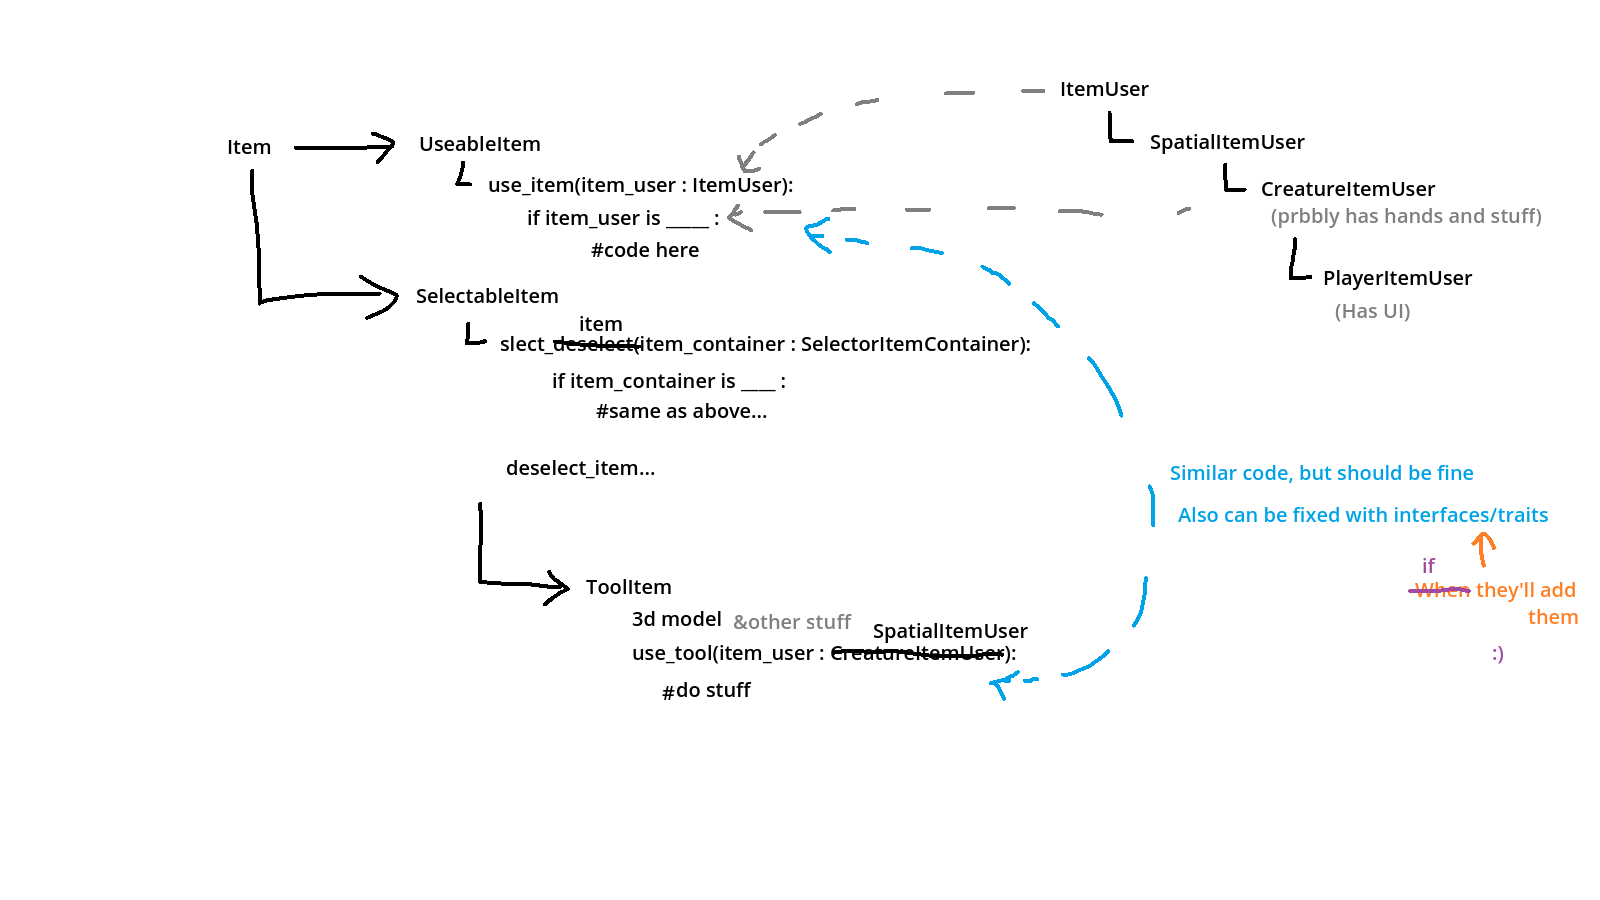 ItemUser
SpatialItemUser
CreatureItemUser
(prbbly has hands and stuff)
PlayerItemUser
(Has UI)
Item
UseableItem
use_item(item_user : ItemUser):
if item_user is _____ :
#code here
SelectableItem
item
slect_deselect(item_container : SelectorItemContainer):
if item_container is ____ :
#same as above...
deselect_item...
ToolItem
3d model &other stuff
SpatialItemUser
use_tool(item_user : CreatureItemUser):
#do stuff
Similar code, but should be fine
Also can be fixed with interfaces/traits
if
When they'll add
them
:)